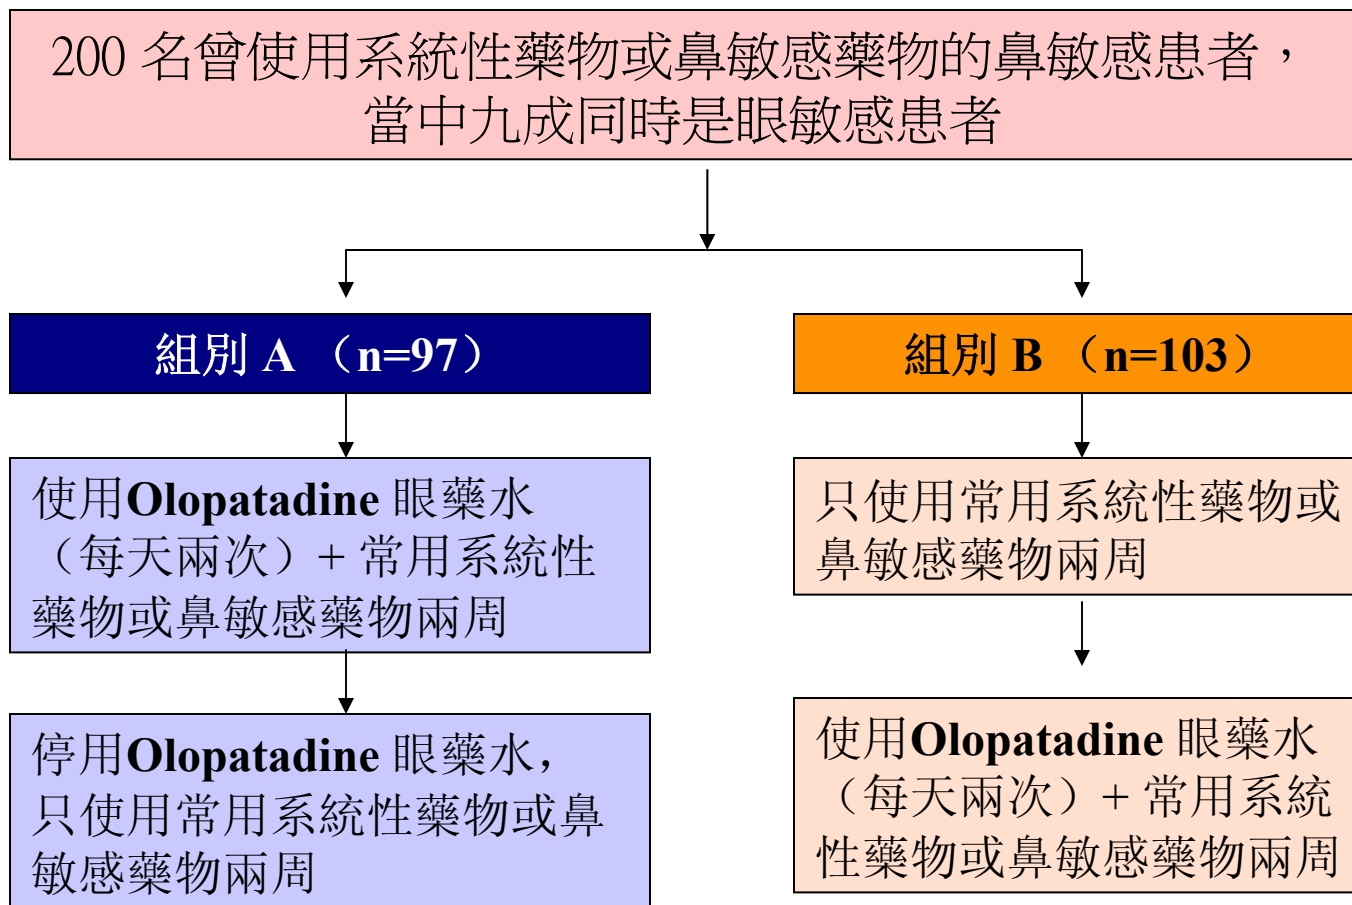 200 名曾使用系統性藥物或鼻敏感藥物的鼻敏感患者，
當中九成同時是眼敏感患者
組別 A （n=97）
組別 B （n=103）
使用Olopatadine 眼藥水
（每天兩次）+ 常用系統性
藥物或鼻敏感藥物兩周
只使用常用系統性藥物或
鼻敏感藥物兩周
停用Olopatadine 眼藥水，
只使用常用系統性藥物或鼻
敏感藥物兩周
使用Olopatadine 眼藥水
（每天兩次）+ 常用系統
性藥物或鼻敏感藥物兩周